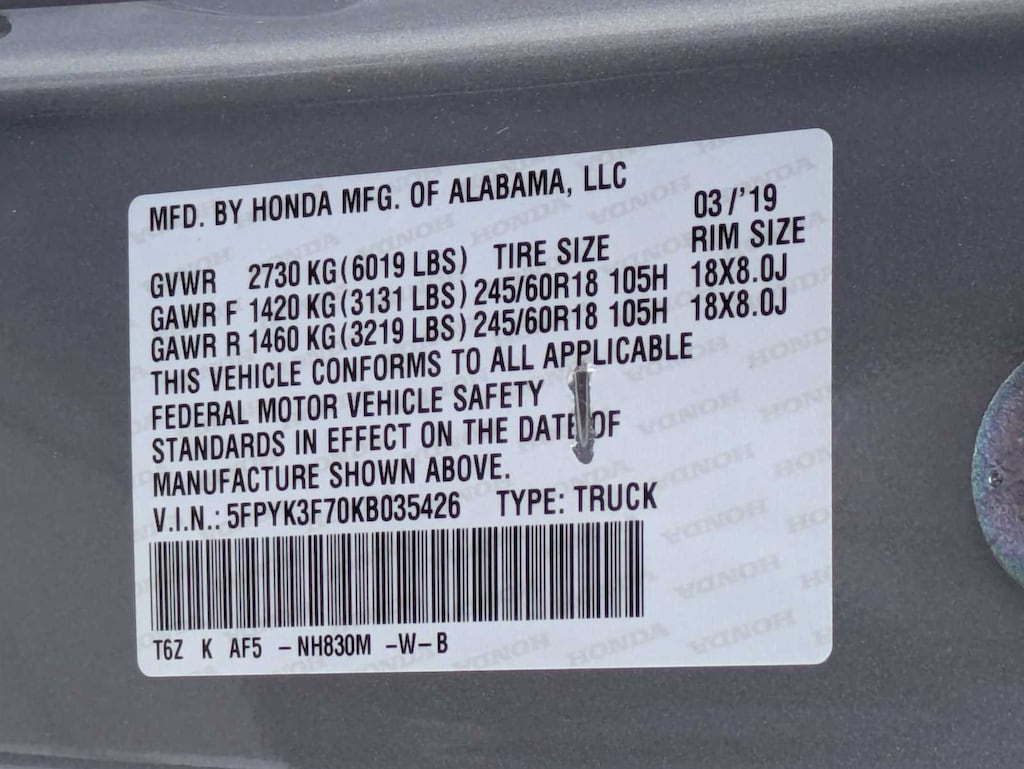 MFD. BY HONDA MFG. OF ALABAMA, LLC
03/'19
GVWR 2730 KG(6019 LBS) TIRE SIZE RIM SIZE
GAWR F 1420 KG(3131 LBS) 245/60R18 105H 18X8.0J
GAWR R 1460 KG(3219 LBS) 245/60R18 105H 18X8.0J
THIS VEHICLE CONFORMS TO ALL APPLICABLE
FEDERAL MOTOR VEHICLE SAFETY
STANDARDS IN EFFECT ON THE DATE OF
MANUFACTURE SHOWN ABOVE.
V.I.N.: 5FPYK3F70KB035426 TYPE: TRUCK
T6Z K AF5 -NH830M -W-B